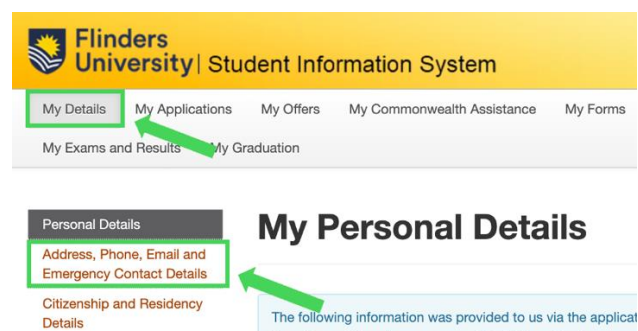 Flinders
University | Student Information System
My Details My Applications My Offers My Commonwealth Assistance My Forms
My Exams and Results My Graduation
Personal Details
My Personal Details
Address, Phone, Email and
Emergency Contact Details
Citizenship and Residency
Details
The following information was provided to us via the applicat